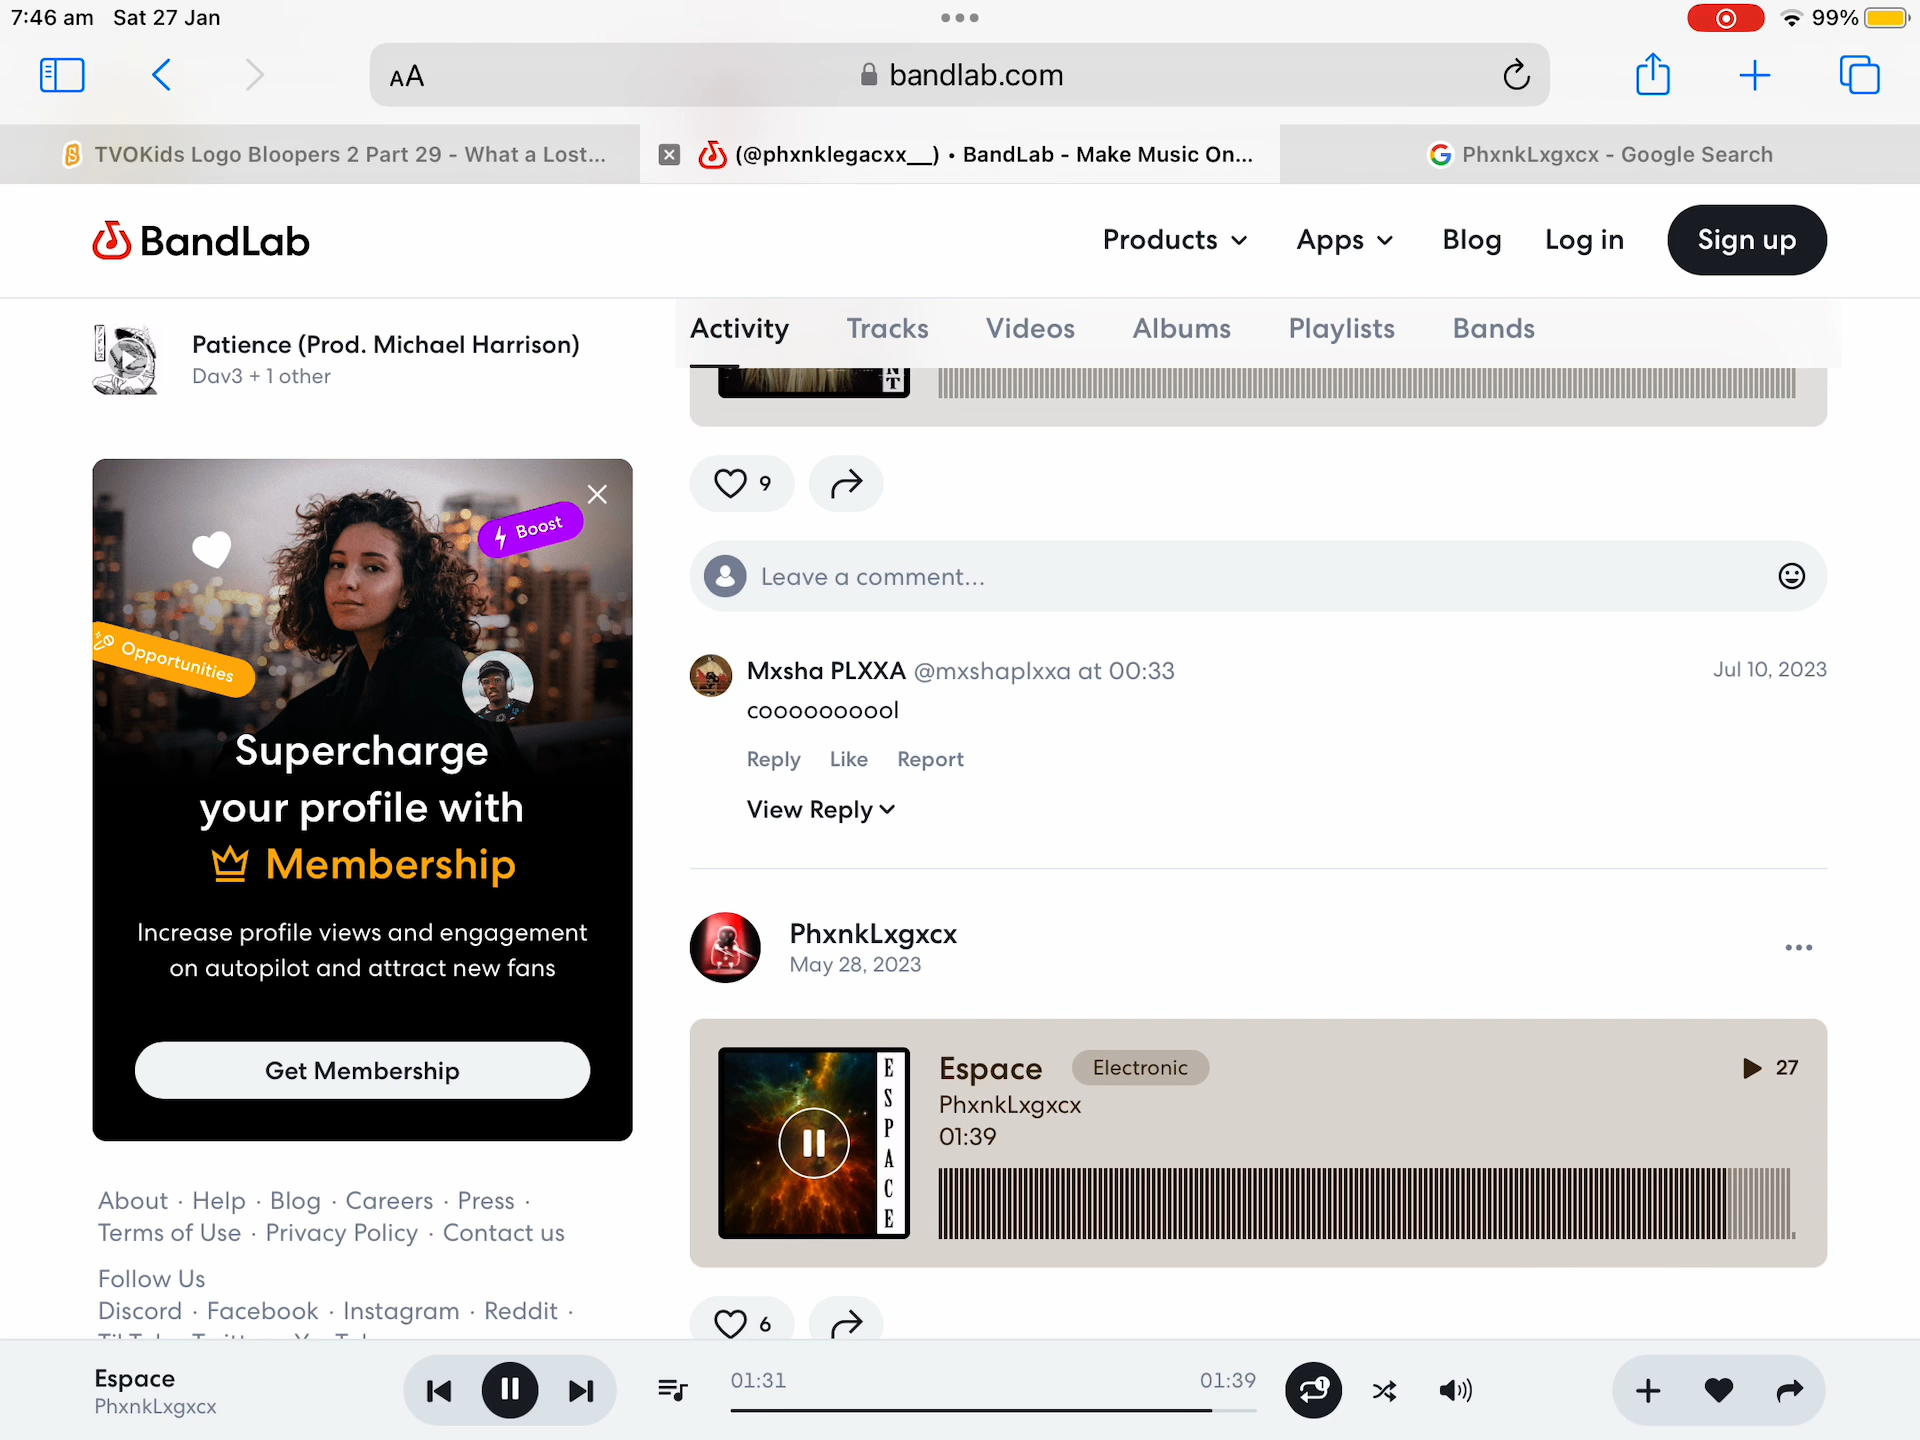 7:46 am Sat 27 Jan
99%
AA
bandlab.com
TVOKids Logo Bloopers 2 Part 29 - What a Lost...
(@phxnklegacxx__) • BandLab - Make Music On...
PhxnkLxgxcx - Google Search
BandLab
Products
Apps
Blog
Log in
Sign up
Patience (Prod. Michael Harrison)
Dav3 + 1 other
Activity
Tracks
Videos
Albums
Playlists
Bands
N
T
9
Leave a comment...
Boost
Opportunities
Supercharge
your profile with
Membership
Increase profile views and engagement
on autopilot and attract new fans
Get Membership
Mxsha PLXXA @mxshaplxxa at 00:33
Jul 10, 2023
cooooooooool
Reply Like Report
View Reply
PhxnkLxgxcx
May 28, 2023
ESPACE
Espace
Electronic
27
PhxnkLxgxcx
01:39
6
About · Help · Blog · Careers · Press ·
Terms of Use · Privacy Policy · Contact us
Follow Us
Discord · Facebook · Instagram · Reddit ·
Espace
PhxnkLxgxcx
01:31
01:39
1